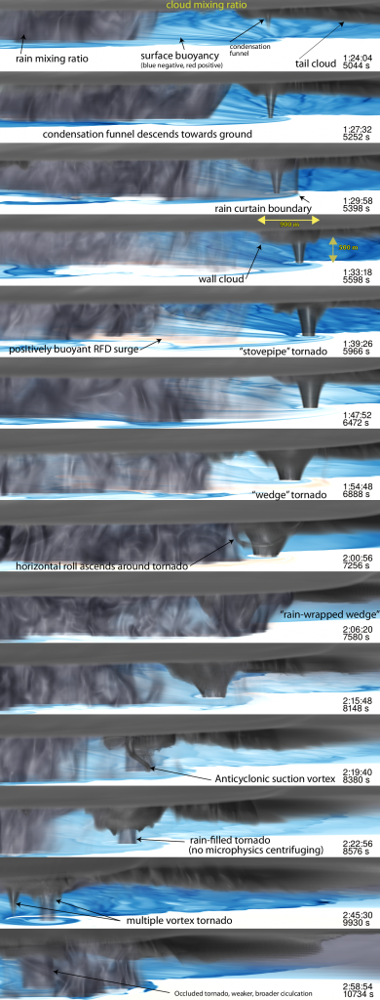 cloud mixing ratio
rain mixing ratio
surface buoyancy
(blue negative, red positive)
condensation
funnel
tail cloud
1:24:04
5044 s
condensation funnel descends towards ground
1:27:32
5252 s
rain curtain boundary
1:29:58
5398 s
900 m
500 m
wall cloud
1:33:18
5598 s
positively buoyant RFD surge
"stovepipe" tornado
1:39:26
5966 s
1:47:52
6472 s
"wedge" tornado
1:54:48
6888 s
horizontal roll ascends around tornado
2:00:56
7256 s
"rain-wrapped wedge"
2:06:20
7580 s
2:15:48
8148 s
Anticyclonic suction vortex
2:19:40
8380 s
rain-filled tornado
(no microphysics centrifuging)
2:22:56
8576 s
multiple vortex tornado
2:45:30
9930 s
Occluded tornado, weaker, broader ciculcation
2:58:54
10734 s